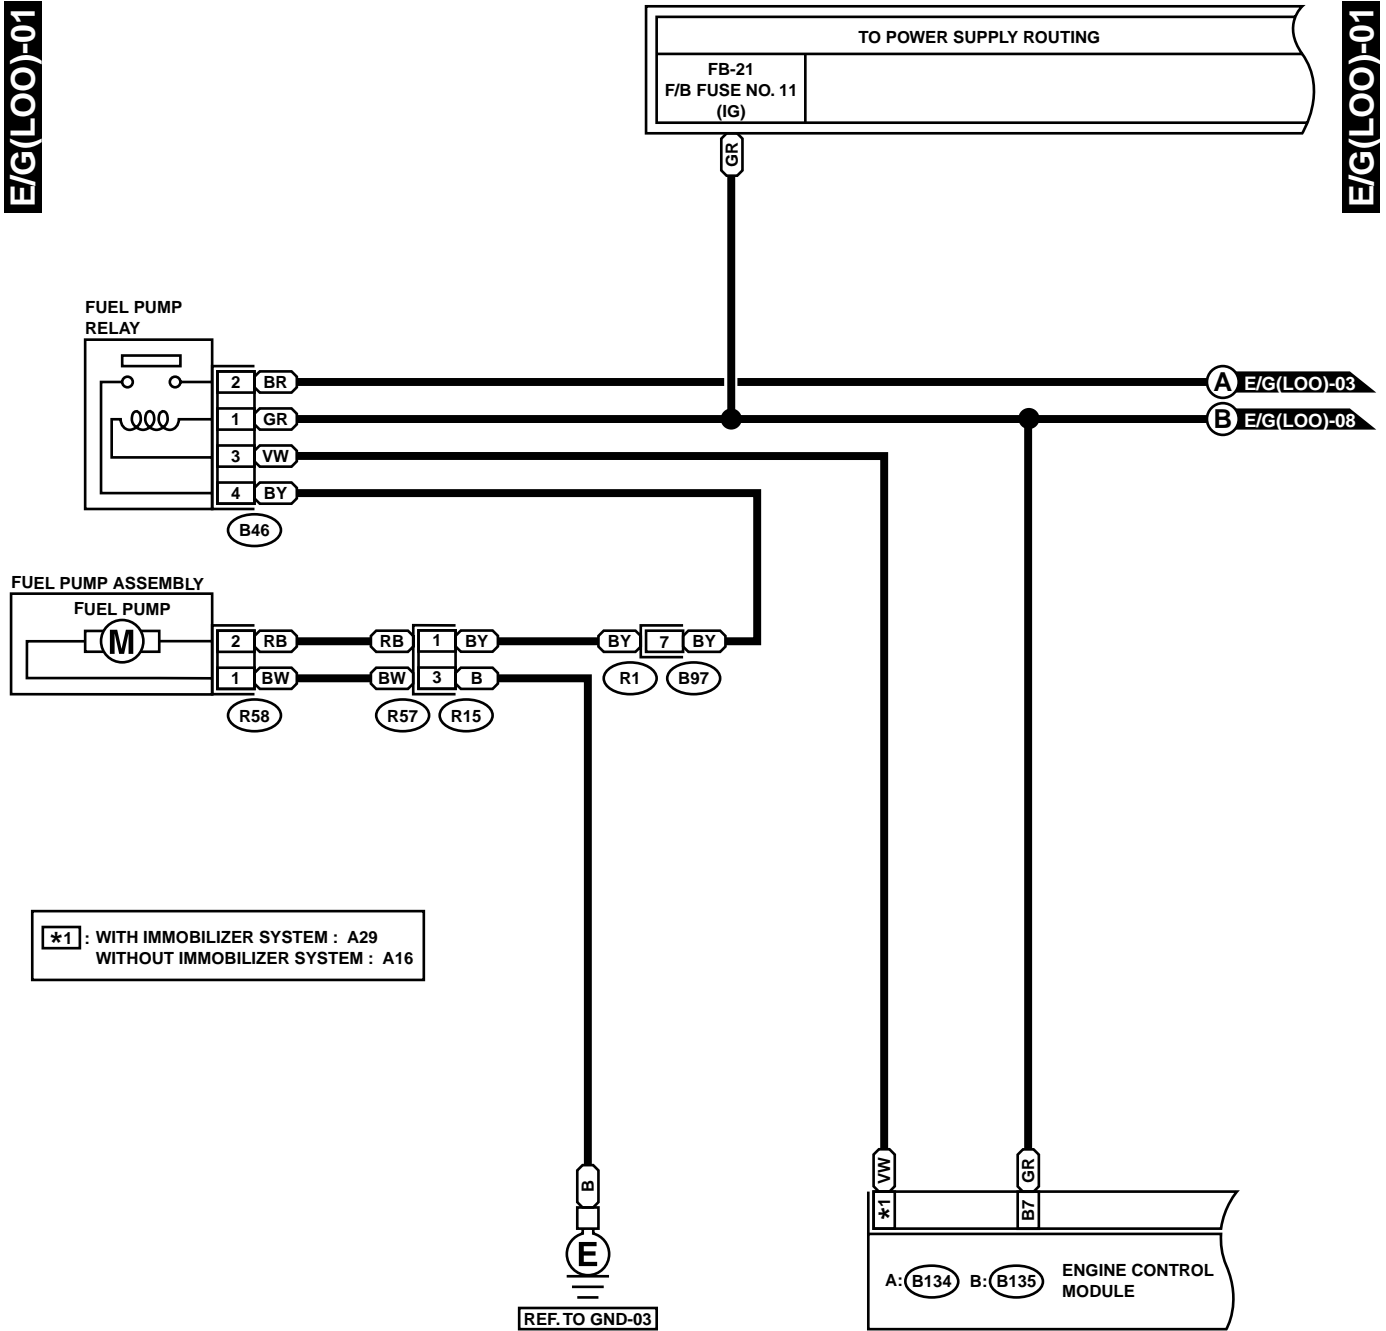 E/G(LOO)-01
E/G(LOO)-01
TO POWER SUPPLY ROUTING
FB-21
F/B FUSE NO. 11
(IG)
GR
FUEL PUMP
RELAY
2 BR
A E/G(LOO)-03
1 GR
B E/G(LOO)-08
3 VW
4 BY
B46
FUEL PUMP ASSEMBLY
FUEL PUMP
M
2 RB RB 1 BY BY 7 BY
1 BW BW 3 B
R1 B97
R58 R57 R15
*1 : WITH IMMOBILIZER SYSTEM : A29
WITHOUT IMMOBILIZER SYSTEM : A16
B
VW
GR
*1
B7
E
A: B134 B: B135
ENGINE CONTROL
MODULE
REF. TO GND-03